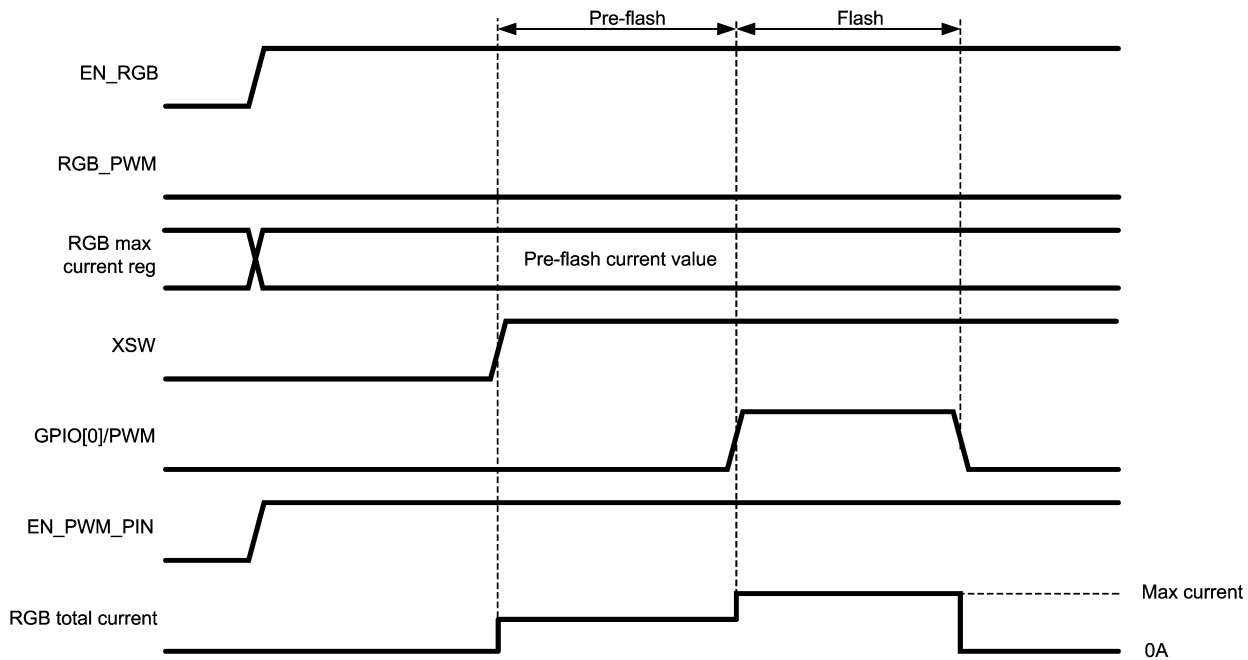 Pre-flash
Flash
EN_RGB
RGB_PWM
RGB max
current reg
Pre-flash current value
XSW
GPIO[0]/PWM
EN_PWM_PIN
RGB total current
Max current
0A